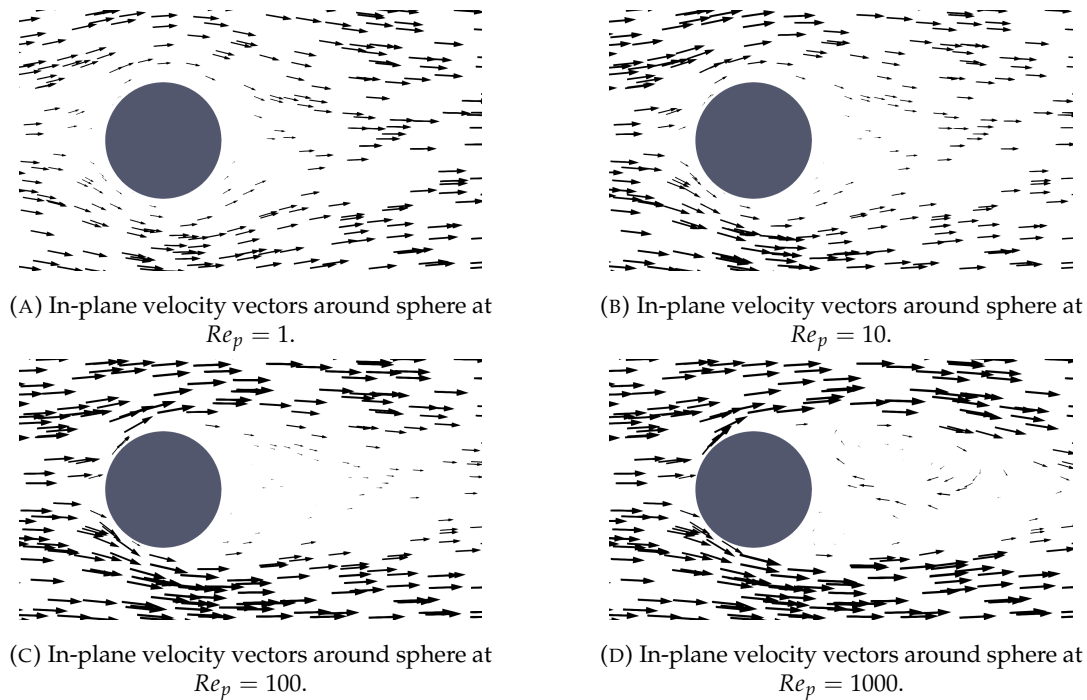 (A) In-plane velocity vectors around sphere at
Re_p = 1.
(B) In-plane velocity vectors around sphere at
Re_p = 10.
(C) In-plane velocity vectors around sphere at
Re_p = 100.
(D) In-plane velocity vectors around sphere at
Re_p = 1000.